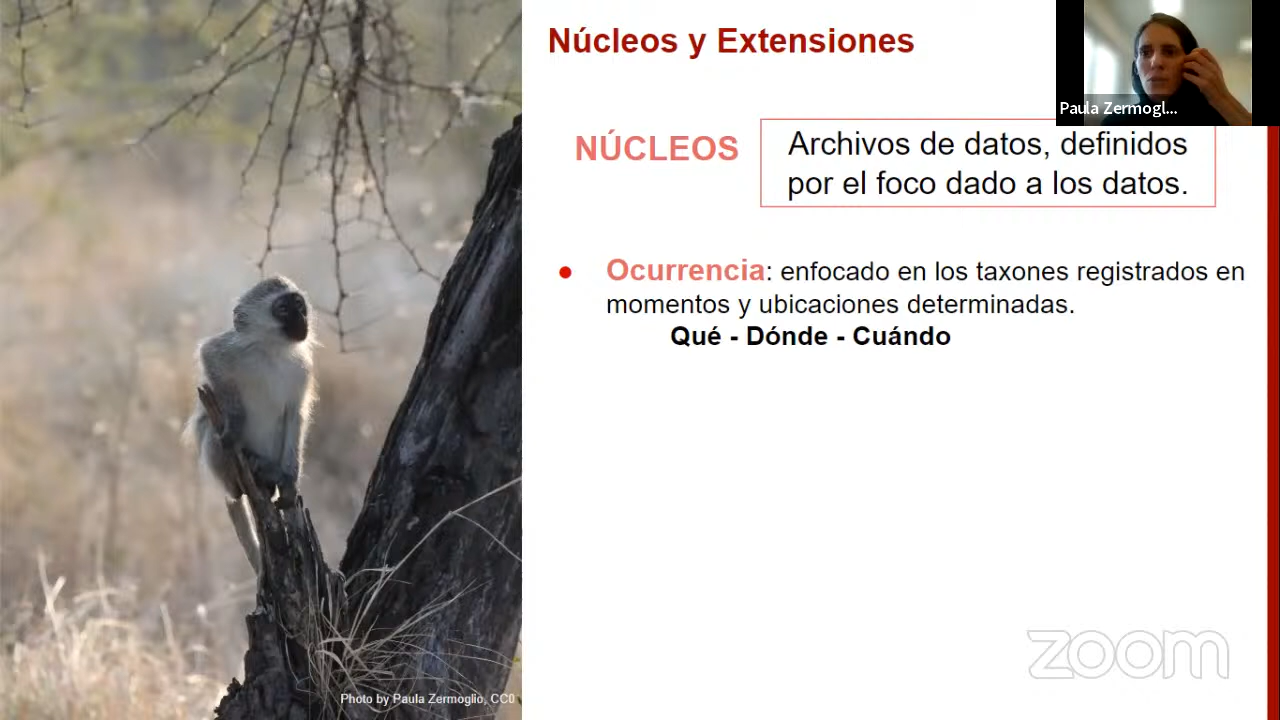 Núcleos y Extensiones
Paula Zermogl...
NÚCLEOS
Archivos de datos, definidos
por el foco dado a los datos.
Ocurrencia: enfocado en los taxones registrados en
momentos y ubicaciones determinadas.
Qué - Dónde - Cuándo
zoom
Photo by Paula Zermoglio, CC0